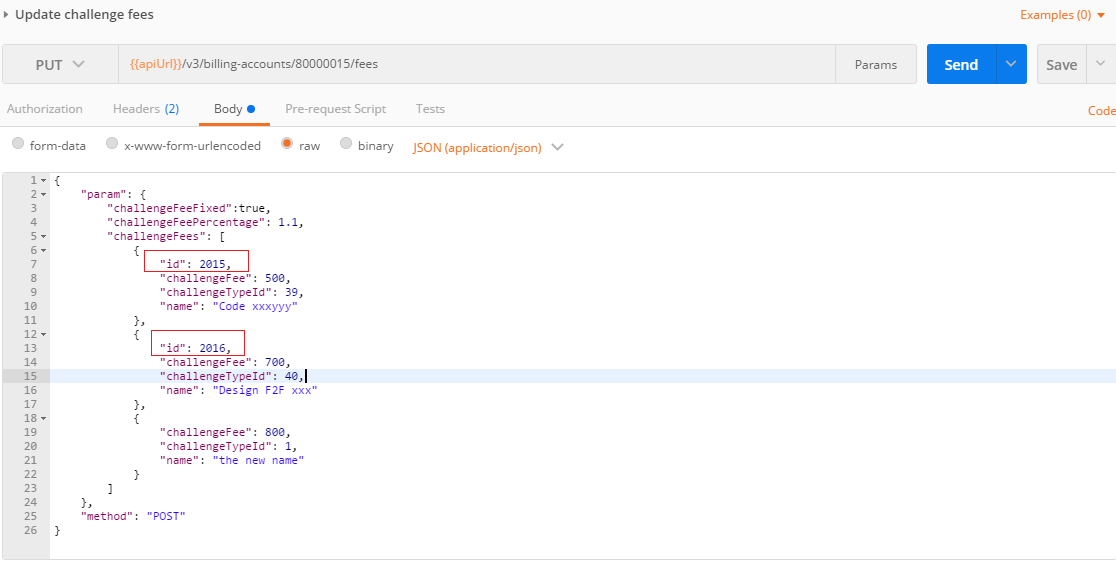 Update challenge fees Examples (0)
PUT {{apiUrl}}/v3/billing-accounts/80000015/fees Params Send Save
Authorization Headers (2) Body Pre-request Script Tests Code
form-data x-www-form-urlencoded raw binary JSON (application/json)
1 {
2 "param": {
3 "challengeFeeFixed":true,
4 "challengeFeePercentage": 1.1,
5 "challengeFees": [
6 {
7 "id": 2015,
8 "challengeFee": 500,
9 "challengeTypeId": 39,
10 "name": "Code xxxyyy"
11 },
12 {
13 "id": 2016,
14 "challengeFee": 700,
15 "challengeTypeId": 40,
16 "name": "Design F2F xxx"
17 },
18 {
19 "challengeFee": 800,
20 "challengeTypeId": 1,
21 "name": "the new name"
22 }
23 ]
24 },
25 "method": "POST"
26 }